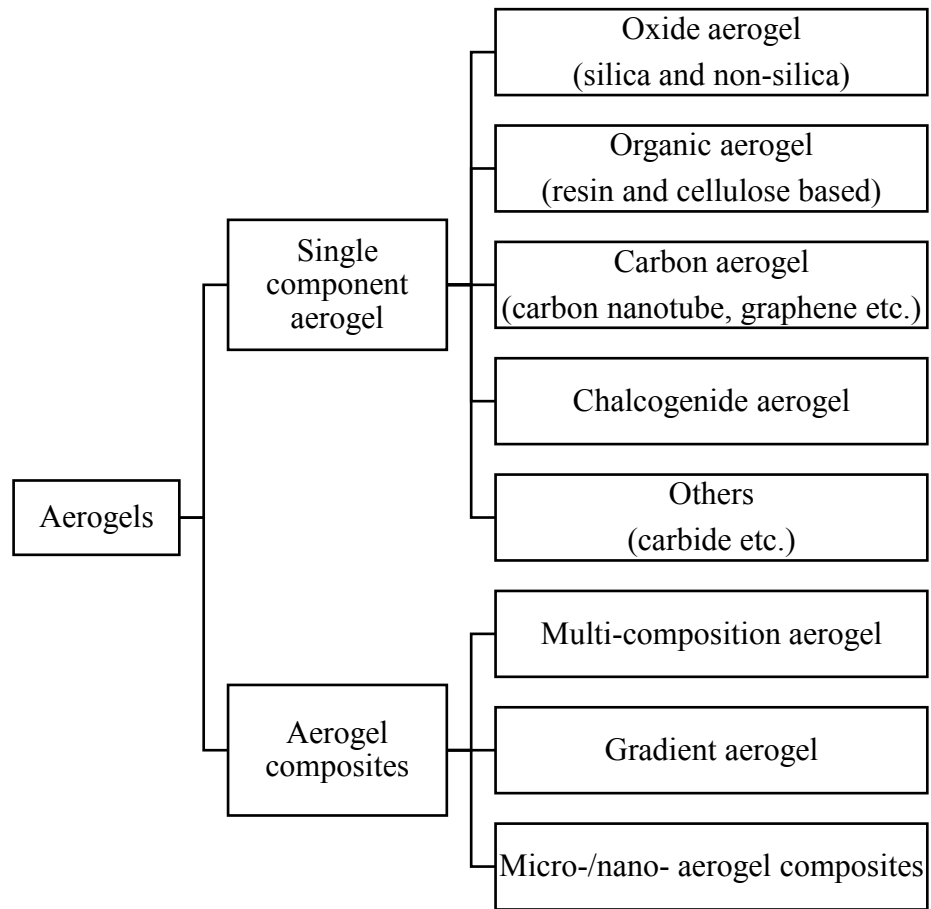 Oxide aerogel
(silica and non-silica)
Organic aerogel
(resin and cellulose based)
Single
component
aerogel
Carbon aerogel
(carbon nanotube, graphene etc.)
Chalcogenide aerogel
Aerogels
Others
(carbide etc.)
Multi-composition aerogel
Aerogel
composites
Gradient aerogel
Micro-/nano- aerogel composites